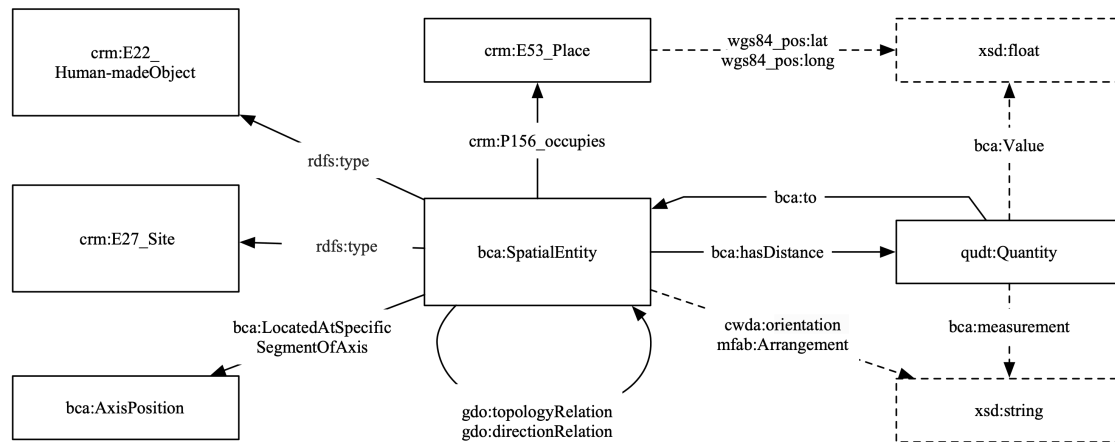 crm:E22_
Human-madeObject
crm:E53_Place
wgs84_pos:lat
wgs84_pos:long
xsd:float
rdfs:type
crm:P156_occupies
bca:Value
crm:E27_Site
rdfs:type
bca:SpatialEntity
bca:to
bca:hasDistance
qudt:Quantity
bca:LocatedAtSpecific
SegmentOfAxis
cwda:orientation
mfab:Arrangement
bca:measurement
bca:AxisPosition
gdo:topologyRelation
gdo:directionRelation
xsd:string